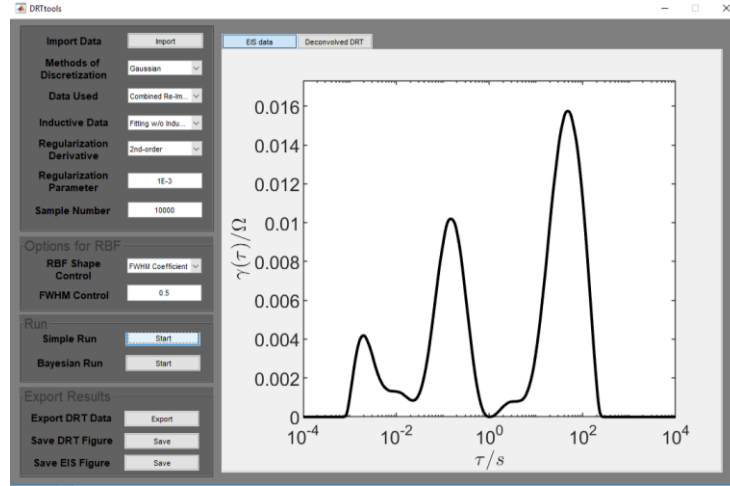 DRTtools
Import Data Import
Methods of
Discretization Gaussian
Data Used Combined Re-Im...
Inductive Data Fitting w/o Indu...
Regularization
Derivative 2nd-order
Regularization
Parameter 1E-3
Sample Number 10000
Options for RBF
RBF Shape
Control FWHM Coefficient
FWHM Control 0.5
Run
Simple Run Start
Bayesian Run Start
Export Results
Export DRT Data Export
Save DRT Figure Save
Save EIS Figure Save
EIS data Deconvolved DRT
γ(τ)/Ω
0.016
0.014
0.012
0.01
0.008
0.006
0.004
0.002
0
10^-4 10^-2 10^0 10^2 10^4
τ/s